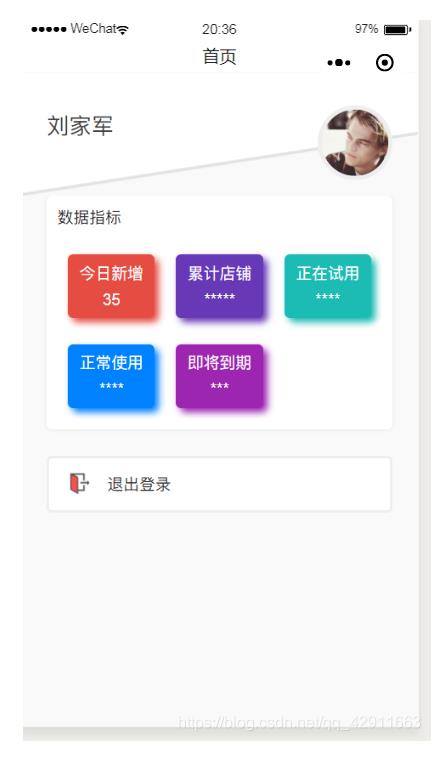 ●●●●● WeChat
20:36
97%
首页
刘家军
数据指标
今日新增
35
累计店铺
*****
正在试用
****
正常使用
****
即将到期
***
退出登录
https://blog.csdn.net/qq_42911663